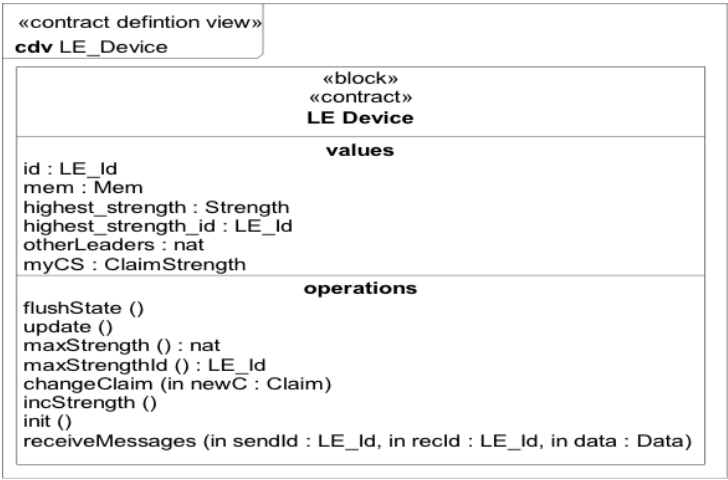 «contract defintion view»
cdv LE_Device
«block»
«contract»
LE Device
values
id : LE_Id
mem : Mem
highest_strength : Strength
highest_strength_id : LE_Id
otherLeaders : nat
myCS : ClaimStrength
operations
flushState ()
update ()
maxStrength () : nat
maxStrengthId () : LE_Id
changeClaim (in newC : Claim)
incStrength ()
init ()
receiveMessages (in sendId : LE_Id, in recId : LE_Id, in data : Data)